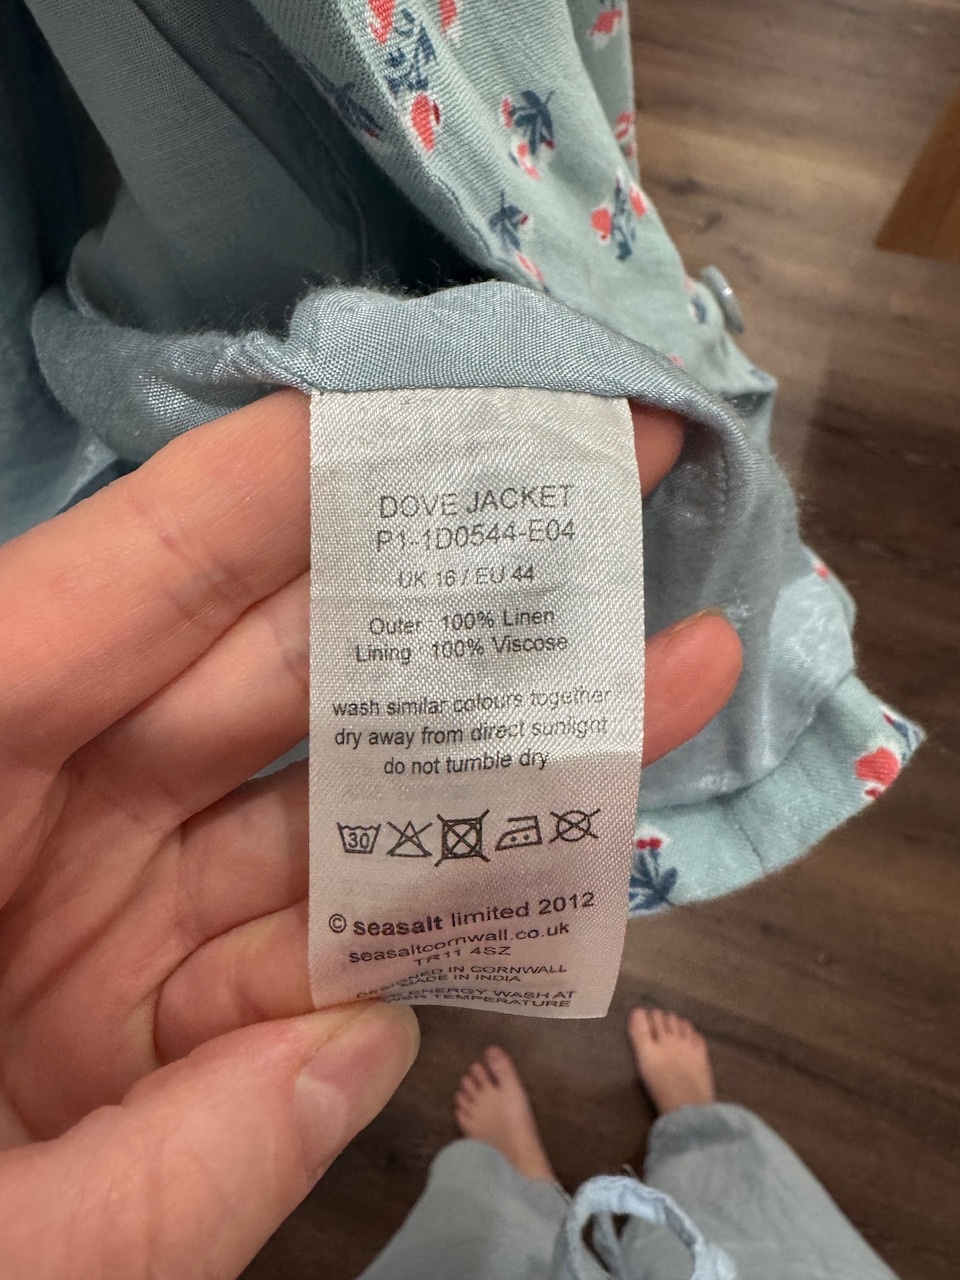 DOVE JACKET
P1-1D0544-E04
UK 16 / EU 44
Outer 100% Linen
Lining 100% Viscose
wash similar colours together
dry away from direct sunlight
do not tumble dry
30
© seasalt limited 2012
seasaltcornwall.co.uk
TR11 4SZ
IN CORNWALL
MADE IN INDIA
ENERGY WASH AT
TEMPERATURE